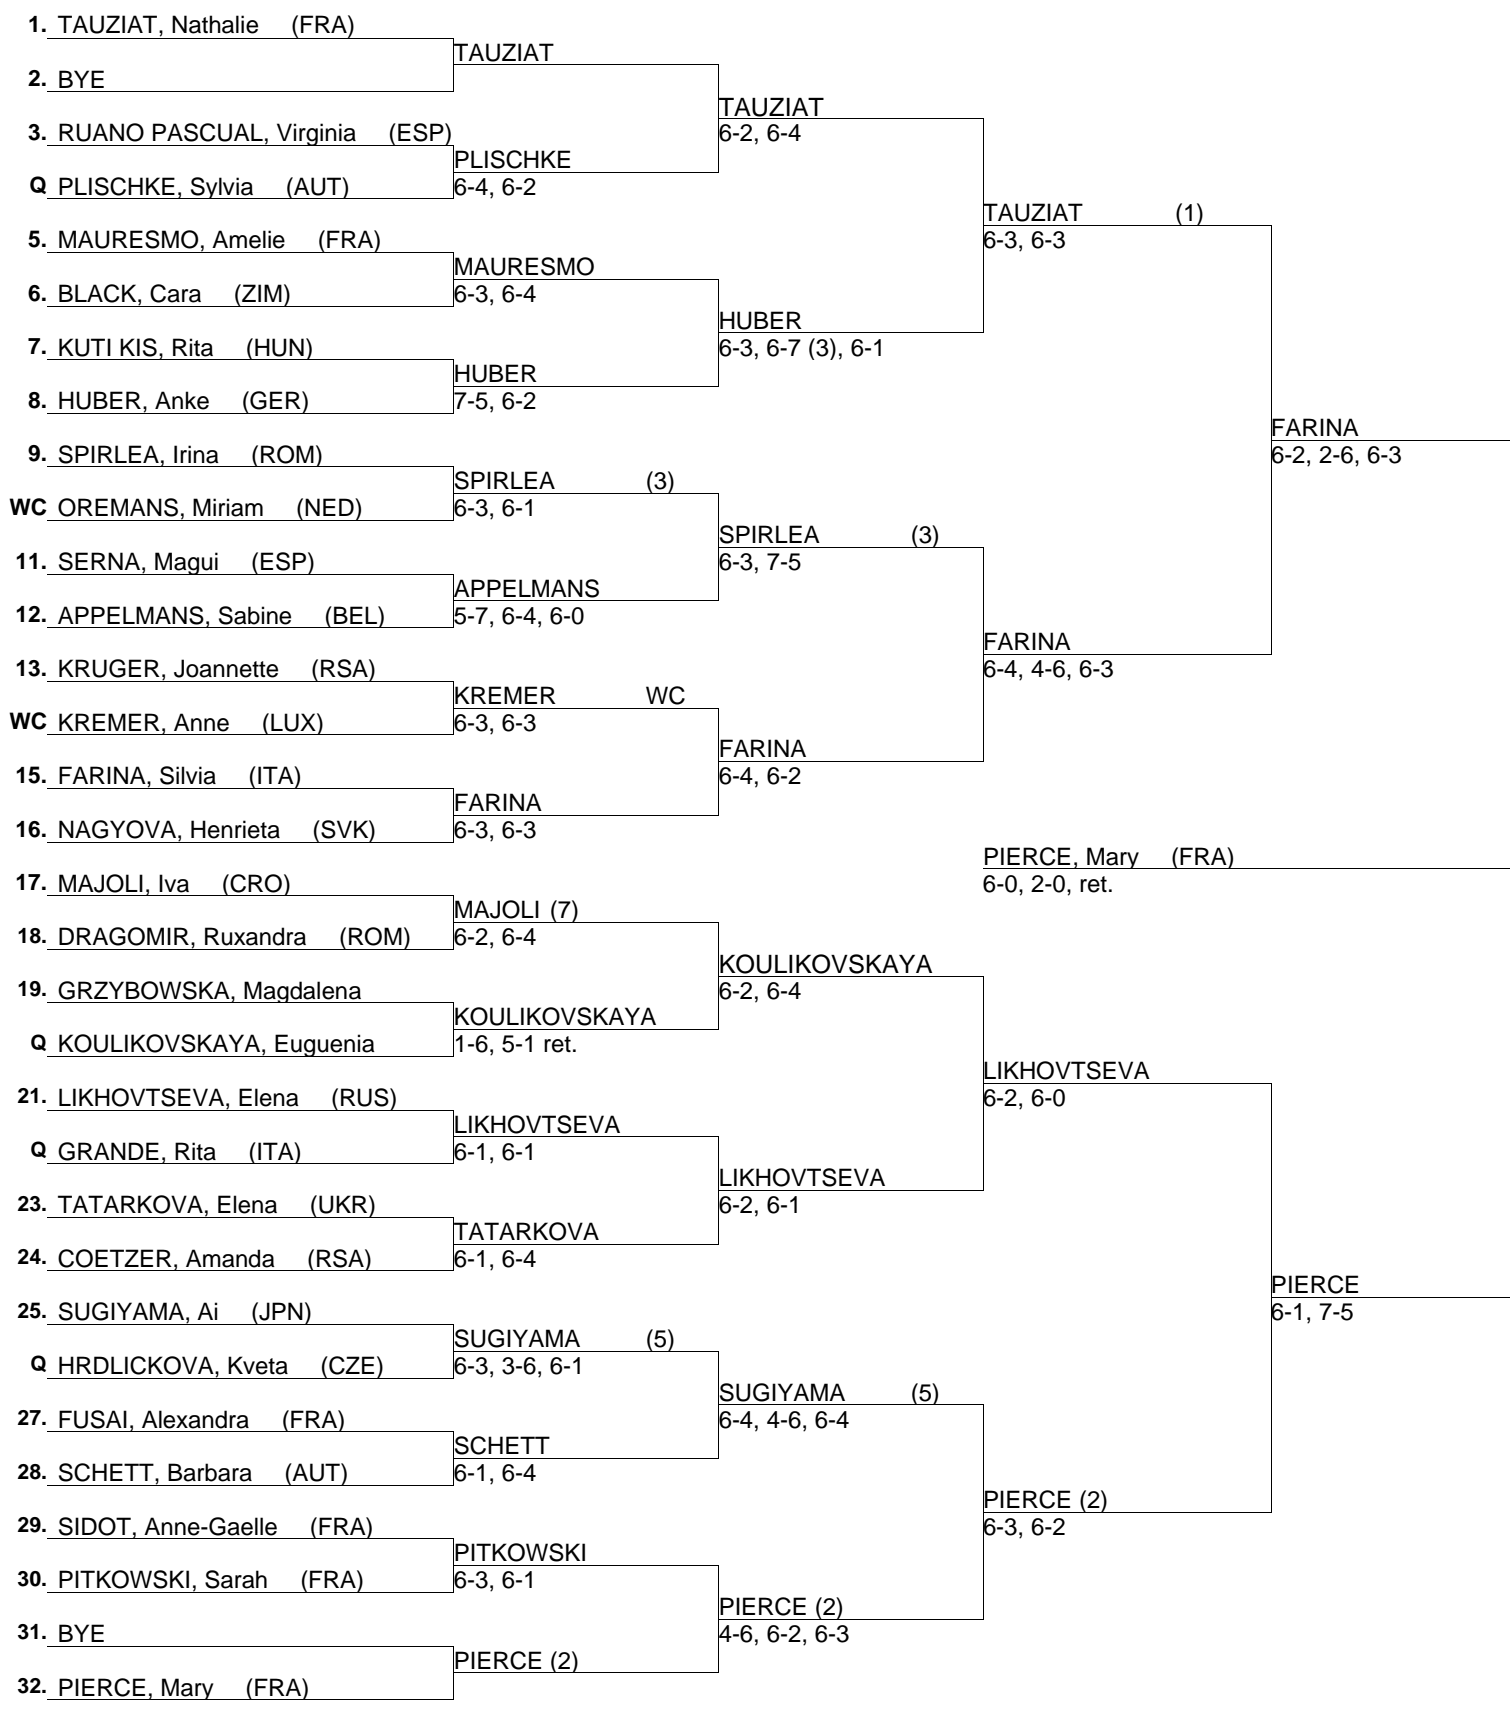 1. TAUZIAT, Nathalie (FRA)
TAUZIAT
2. BYE
TAUZIAT
6-2, 6-4
3. RUANO PASCUAL, Virginia (ESP)
PLISCHKE
Q PLISCHKE, Sylvia (AUT)
6-4, 6-2
TAUZIAT (1)
6-3, 6-3
5. MAURESMO, Amelie (FRA)
MAURESMO
6. BLACK, Cara (ZIM)
6-3, 6-4
HUBER
6-3, 6-7 (3), 6-1
7. KUTI KIS, Rita (HUN)
HUBER
8. HUBER, Anke (GER)
7-5, 6-2
FARINA
6-2, 2-6, 6-3
9. SPIRLEA, Irina (ROM)
SPIRLEA (3)
WC OREMANS, Miriam (NED)
6-3, 6-1
SPIRLEA (3)
6-3, 7-5
11. SERNA, Magui (ESP)
APPELMANS
12. APPELMANS, Sabine (BEL)
5-7, 6-4, 6-0
FARINA
6-4, 4-6, 6-3
13. KRUGER, Joannette (RSA)
KREMER WC
WC KREMER, Anne (LUX)
6-3, 6-3
FARINA
6-4, 6-2
15. FARINA, Silvia (ITA)
FARINA
16. NAGYOVA, Henrieta (SVK)
6-3, 6-3
PIERCE, Mary (FRA)
6-0, 2-0, ret.
17. MAJOLI, Iva (CRO)
MAJOLI (7)
18. DRAGOMIR, Ruxandra (ROM)
6-2, 6-4
KOULIKOVSKAYA
6-2, 6-4
19. GRZYBOWSKA, Magdalena
KOULIKOVSKAYA
Q KOULIKOVSKAYA, Euguenia
1-6, 5-1 ret.
LIKHOVTSEVA
6-2, 6-0
21. LIKHOVTSEVA, Elena (RUS)
LIKHOVTSEVA
Q GRANDE, Rita (ITA)
6-1, 6-1
LIKHOVTSEVA
6-2, 6-1
23. TATARKOVA, Elena (UKR)
TATARKOVA
24. COETZER, Amanda (RSA)
6-1, 6-4
PIERCE
6-1, 7-5
25. SUGIYAMA, Ai (JPN)
SUGIYAMA (5)
Q HRDLICKOVA, Kveta (CZE)
6-3, 3-6, 6-1
SUGIYAMA (5)
6-4, 4-6, 6-4
27. FUSAI, Alexandra (FRA)
SCHETT
28. SCHETT, Barbara (AUT)
6-1, 6-4
PIERCE (2)
6-3, 6-2
29. SIDOT, Anne-Gaelle (FRA)
PITKOWSKI
30. PITKOWSKI, Sarah (FRA)
6-3, 6-1
PIERCE (2)
4-6, 6-2, 6-3
31. BYE
PIERCE (2)
32. PIERCE, Mary (FRA)